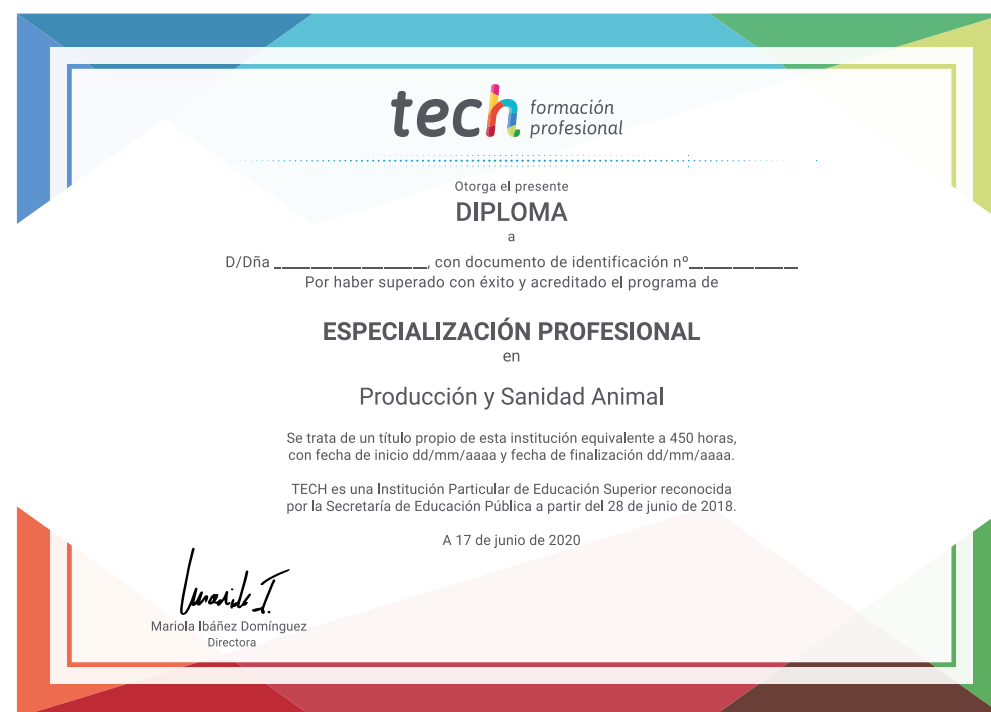 tech formación
profesional
Otorga el presente
DIPLOMA
a
D/Dña ____________________, con documento de identificación nº______________
Por haber superado con éxito y acreditado el programa de
ESPECIALIZACIÓN PROFESIONAL
en
Producción y Sanidad Animal
Se trata de un título propio de esta institución equivalente a 450 horas,
con fecha de inicio dd/mm/aaaa y fecha de finalización dd/mm/aaaa.
TECH es una Institución Particular de Educación Superior reconocida
por la Secretaría de Educación Pública a partir del 28 de junio de 2018.
A 17 de junio de 2020
Mariola Ibáñez Domínguez
Directora